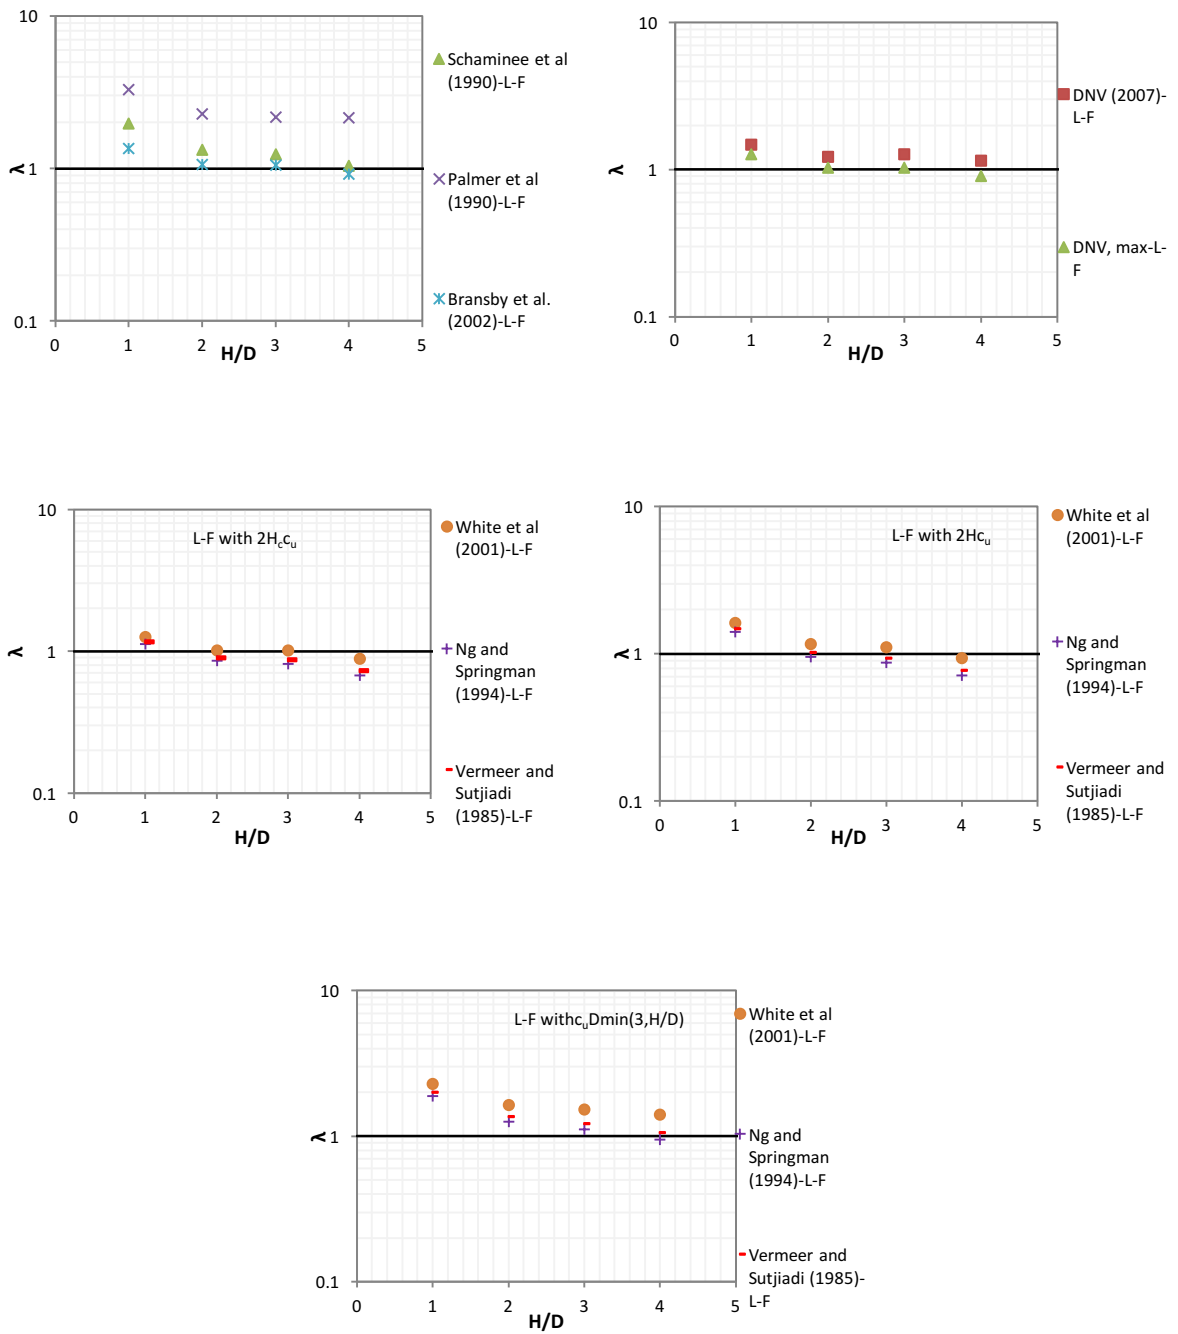 10
1
0.1
λ
0 1 2 3 4 5
H/D
Schaminee et al
(1990)-L-F
Palmer et al
(1990)-L-F
Bransby et al.
(2002)-L-F
10
1
0.1
λ
0 1 2 3 4 5
H/D
DNV (2007)-
L-F
DNV, max-L-
F
10
1
0.1
λ
0 1 2 3 4 5
H/D
L-F with 2H_cc_u
White et al
(2001)-L-F
Ng and
Springman
(1994)-L-F
Vermeer and
Sutjiadi
(1985)-L-F
10
1
0.1
λ
0 1 2 3 4 5
H/D
L-F with 2Hc_u
White et al
(2001)-L-F
Ng and
Springman
(1994)-L-F
Vermeer and
Sutjiadi
(1985)-L-F
10
1
0.1
λ
0 1 2 3 4 5
H/D
L-F withc_uDmin(3,H/D)
White et al
(2001)-L-F
Ng and
Springman
(1994)-L-F
Vermeer and
Sutjiadi (1985)-
L-F